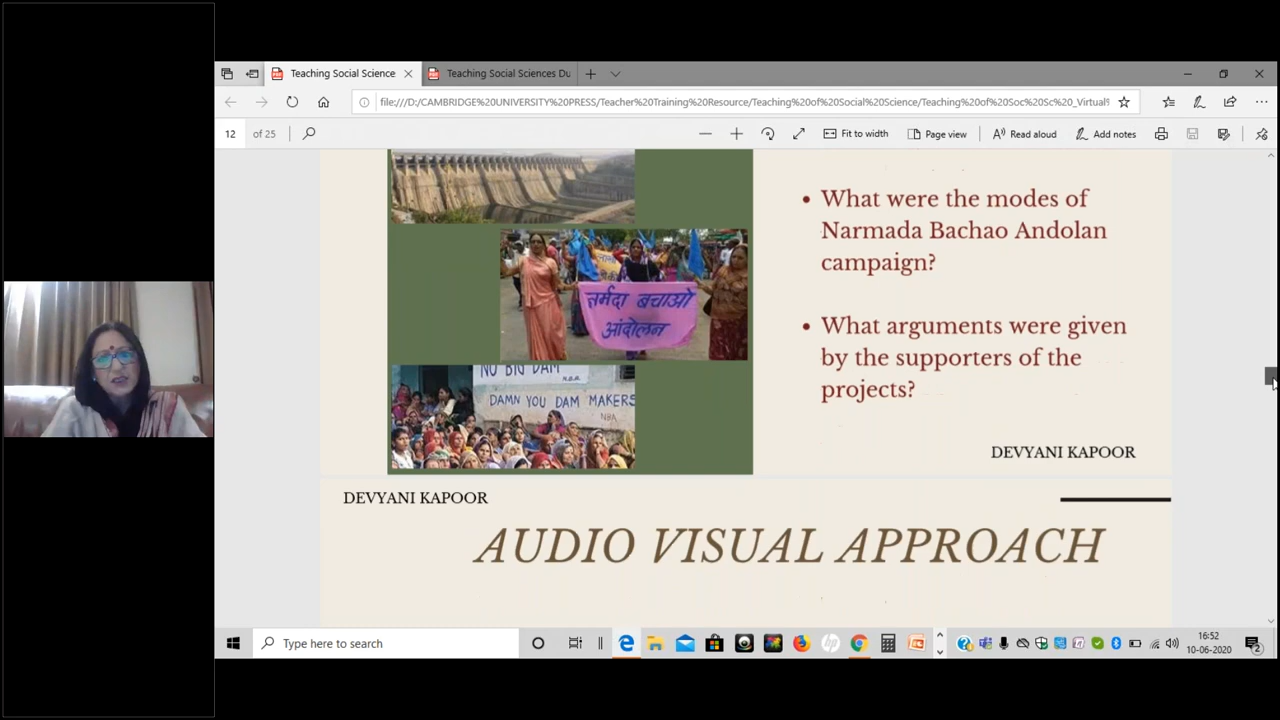 Teaching Social Science
Teaching Social Sciences Du
file:///D:/CAMBRIDGE%20UNIVERSITY%20PRESS/Teacher%20Training%20Resource/Teaching%20of%20Social%20Science/Teaching%20of%20Soc%20Sc%20_Virtual%
12 of 25
Fit to width
Page view
Read aloud
Add notes
• What were the modes of
Narmada Bachao Andolan
campaign?
• What arguments were given
by the supporters of the
projects?
DEVYANI KAPOOR
नर्मदा बचाओ
आंदोलन
NO BIG DAM
N.B.A.
DAMN YOU DAM MAKERS
NBA
DEVYANI KAPOOR
AUDIO VISUAL APPROACH
Type here to search
16:52
10-06-2020